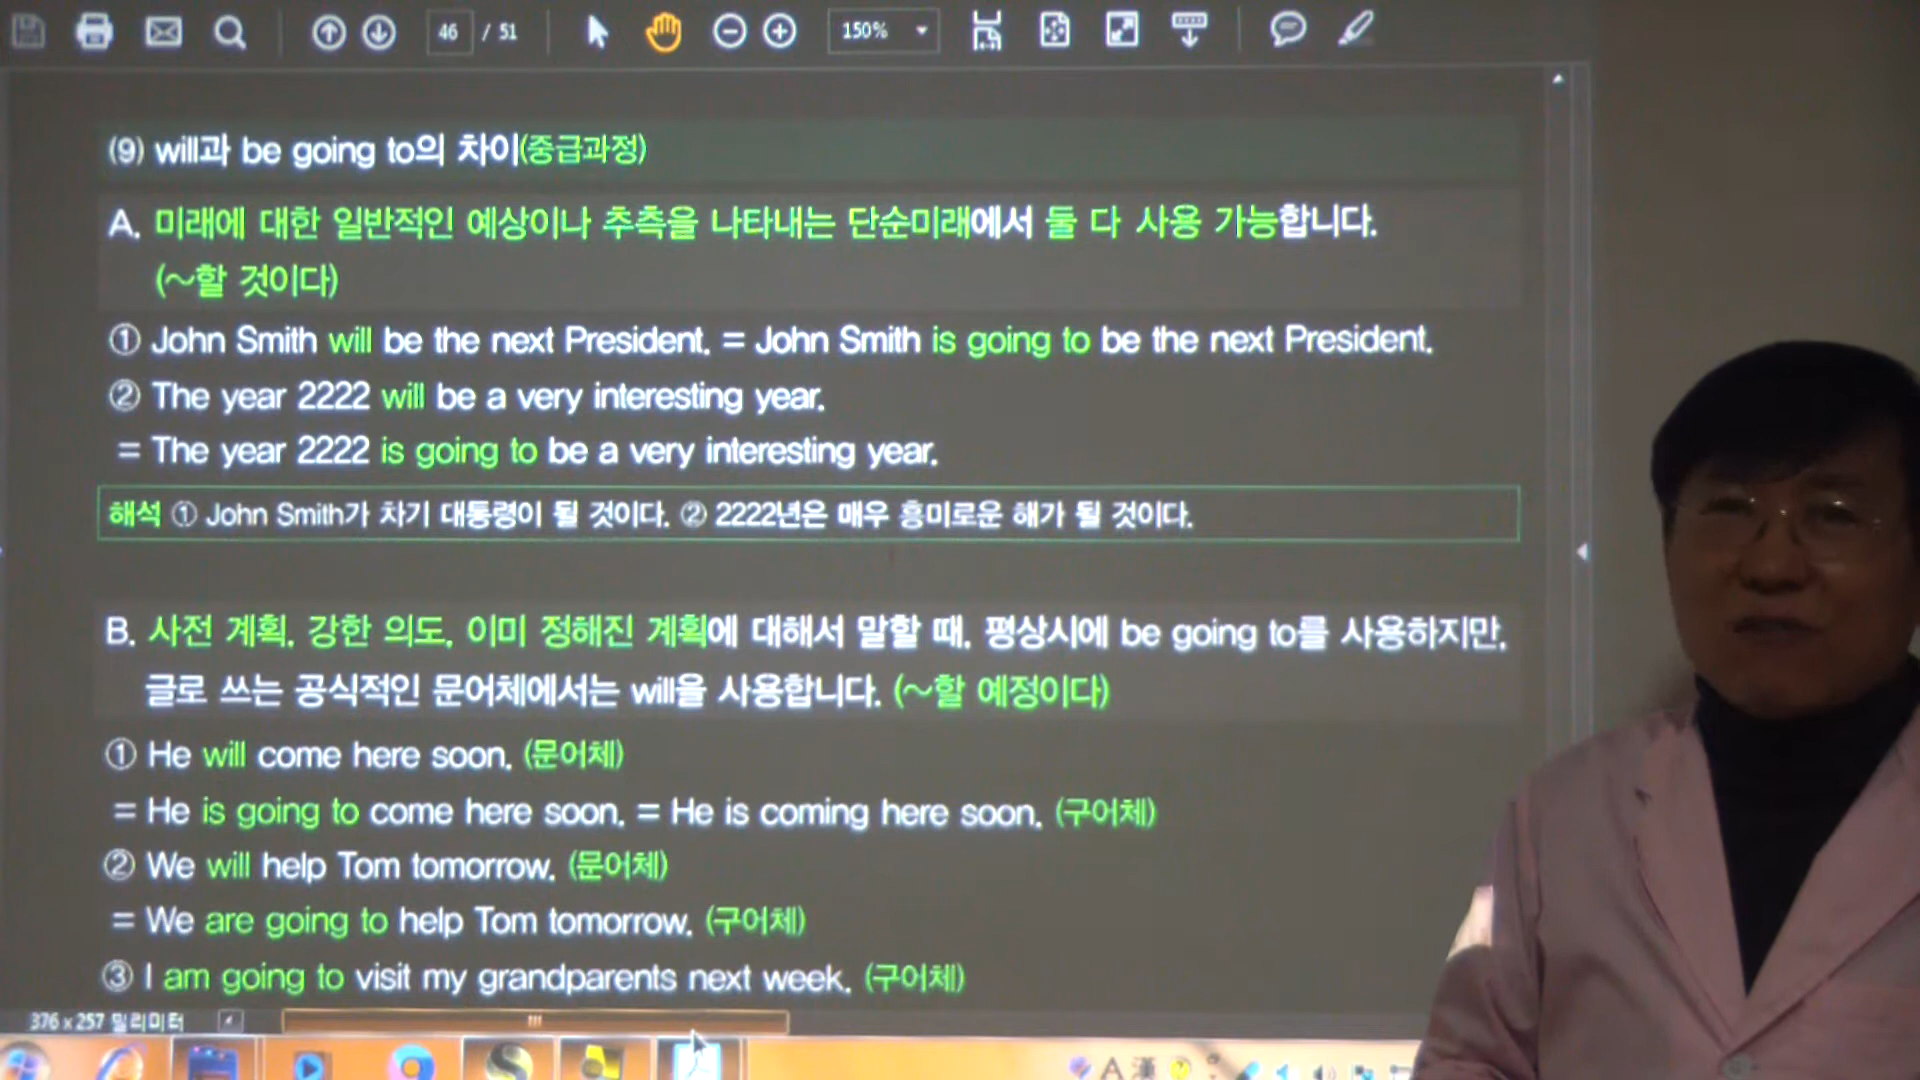 46 / 51 150%
(9) will과 be going to의 차이(중급과정)
A. 미래에 대한 일반적인 예상이나 추측을 나타내는 단순미래에서 둘 다 사용 가능합니다.
(～할 것이다)
① John Smith will be the next President. = John Smith is going to be the next President.
② The year 2222 will be a very interesting year.
= The year 2222 is going to be a very interesting year.
해석 ① John Smith가 차기 대통령이 될 것이다. ② 2222년은 매우 흥미로운 해가 될 것이다.
B. 사전 계획, 강한 의도, 이미 정해진 계획에 대해서 말할 때, 평상시에 be going to를 사용하지만,
글로 쓰는 공식적인 문어체에서는 will을 사용합니다. (～할 예정이다)
① He will come here soon. (문어체)
= He is going to come here soon. = He is coming here soon. (구어체)
② We will help Tom tomorrow. (문어체)
= We are going to help Tom tomorrow. (구어체)
③ I am going to visit my grandparents next week. (구어체)
376 x 257 밀리미터
A 漢